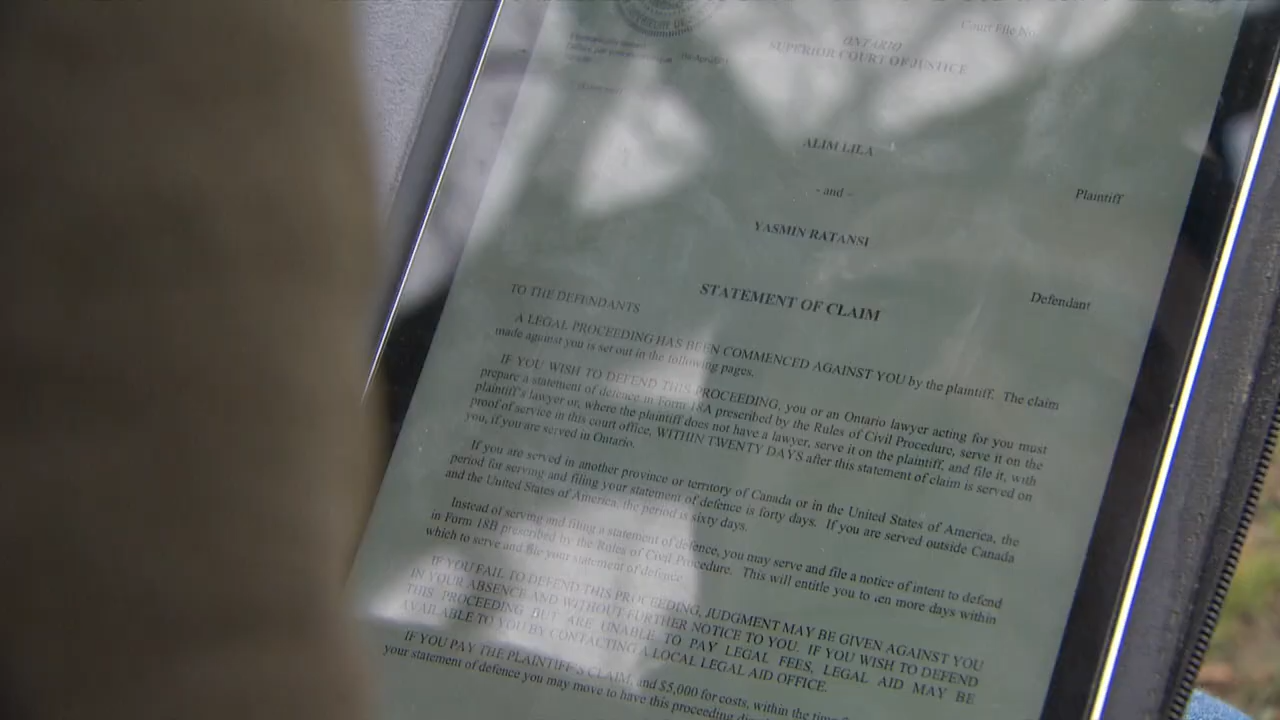 Court File No.
(ONTARIO)
SUPERIOR COURT OF JUSTICE
ALIM LILA
- and -
Plaintiff
YASMIN RATANSI
Defendant
STATEMENT OF CLAIM
TO THE DEFENDANTS
A LEGAL PROCEEDING HAS BEEN COMMENCED AGAINST YOU by the plaintiff. The claim
made against you is set out in the following pages.
IF YOU WISH TO DEFEND THIS PROCEEDING, you or an Ontario lawyer acting for you must
prepare a statement of defence in Form 18A prescribed by the Rules of Civil Procedure, serve it on the
plaintiff's lawyer or, where the plaintiff does not have a lawyer, serve it on the plaintiff, and file it, with
proof of service in this court office, WITHIN TWENTY DAYS after this statement of claim is served on
you, if you are served in Ontario.
If you are served in another province or territory of Canada or in the United States of America, the
period for serving and filing your statement of defence is forty days. If you are served outside Canada
and the United States of America, the period is sixty days.
Instead of serving and filing a statement of defence, you may serve and file a notice of intent to defend
in Form 18B prescribed by the Rules of Civil Procedure. This will entitle you to ten more days within
which to serve and file your statement of defence
IF YOU FAIL TO DEFEND THIS PROCEEDING, JUDGMENT MAY BE GIVEN AGAINST YOU
IN YOUR ABSENCE AND WITHOUT FURTHER NOTICE TO YOU. IF YOU WISH TO DEFEND
THIS PROCEEDING BUT ARE UNABLE TO PAY LEGAL FEES, LEGAL AID MAY BE
AVAILABLE TO YOU BY CONTACTING A LOCAL LEGAL AID OFFICE.
IF YOU PAY THE PLAINTIFF'S CLAIM, and $5,000 for costs, within the time
your statement of defence you may move to have this proceeding